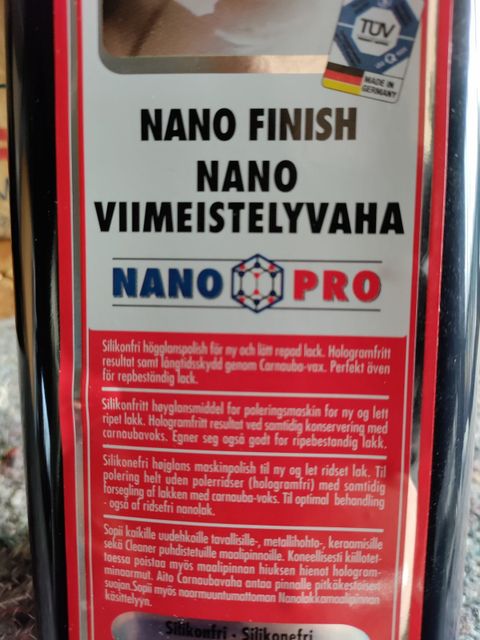 TÜV
MADE IN
GERMANY
NANO FINISH
NANO
VIIMEISTELYVAHA
NANO PRO
Silikonfri högglanspolish för ny och lätt repad lack. Hologramfritt
resultat samt långtidsskydd genom Carnauba-vax. Perfekt även
för repbeständig lack.
Silikonfritt høyglansmiddel for poleringsmaskin for ny og lett
ripet lakk. Hologramfritt resultat ved samtidig konservering med
carnaubavoks. Egner seg også godt for ripebestendig lakk.
Silikonefri højglans maskinpolish til ny og let ridset lak. Til
polering helt uden polerridser (hologramfri) med samtidig
forsegling af lakken med carnauba-voks. Til optimal behandling
- også af ridsefri nanolak.
Sopii kaikille uudehkoille tavallisille-, metallihohto-, keraamisille
sekä Cleaner puhdistetuille maalipinnoille. Koneellisesti kiillotet-
taessa poistaa myös maalipinnan hiuksen hienot hologram-
minaarmut. Aito Carnaubavaha antaa pinnalle pitkäkestoisen
suojan.Sopii myös naarmuuntumattoman Nanolakkamaalipinnan
käsittelyyn.
Silikonfri · Silikonefri